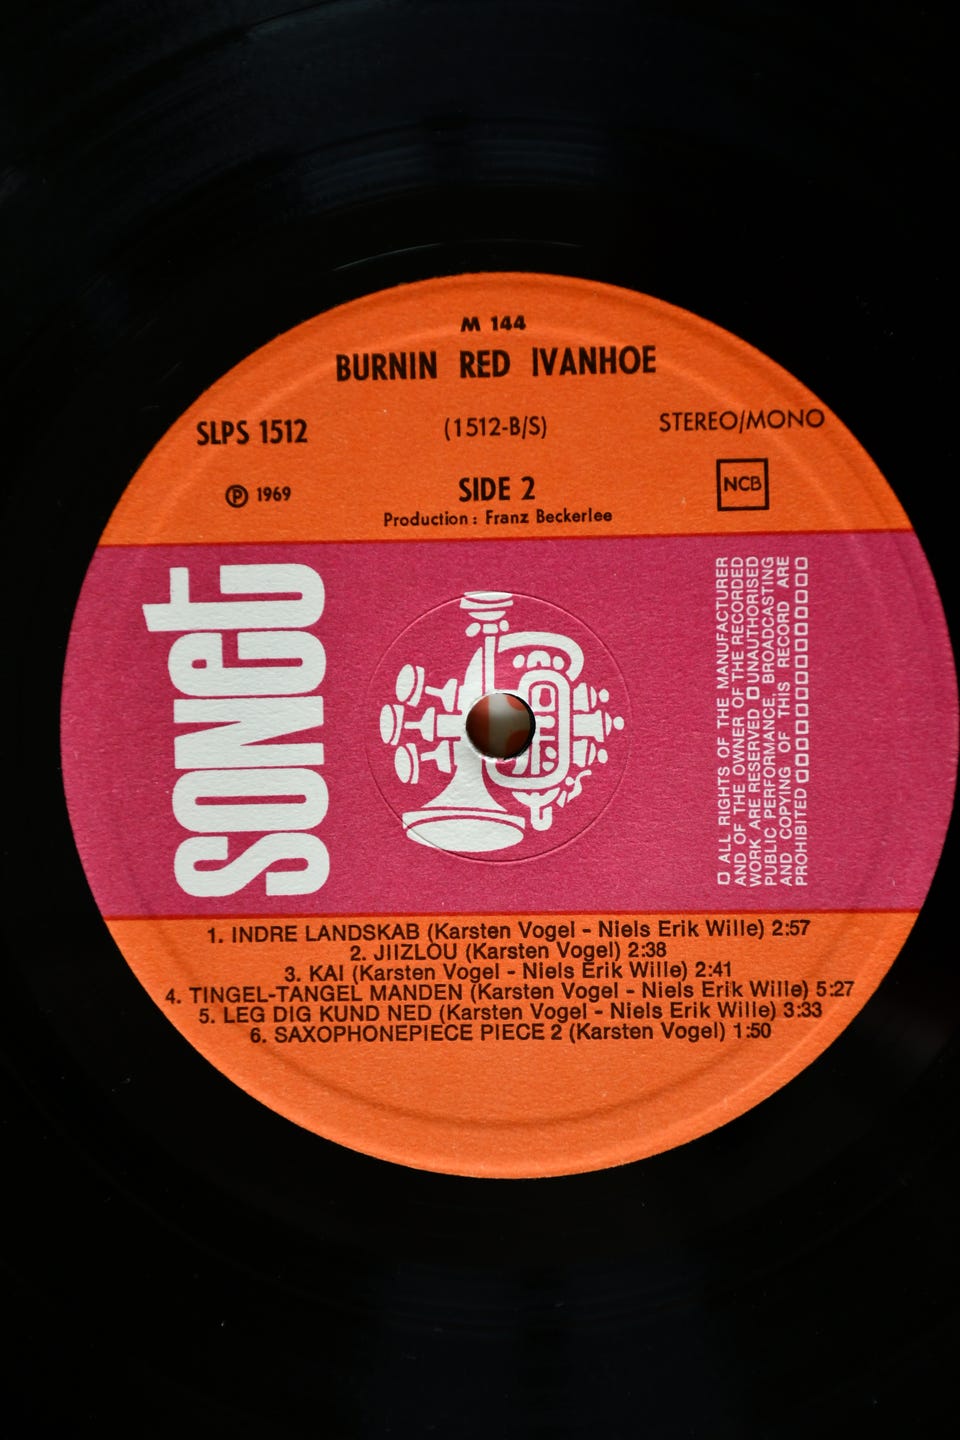 M 144
BURNIN RED IVANHOE
SLPS 1512 (1512-B/S) STEREO/MONO
Ⓟ 1969 SIDE 2 NCB
Production: Franz Beckerlee
SONET
□ ALL RIGHTS OF THE MANUFACTURER
AND OF THE OWNER OF THE RECORDED
WORK ARE RESERVED □ UNAUTHORISED
PUBLIC PERFORMANCE, BROADCASTING
AND COPYING OF THIS RECORD ARE
PROHIBITED □□□□□□□□□□□□□□
1. INDRE LANDSKAB (Karsten Vogel - Niels Erik Wille) 2:57
2. JIIZLOU (Karsten Vogel) 2:38
3. KAI (Karsten Vogel - Niels Erik Wille) 2:41
4. TINGEL-TANGEL MANDEN (Karsten Vogel - Niels Erik Wille) 5:27
5. LEG DIG KUND NED (Karsten Vogel - Niels Erik Wille) 3:33
6. SAXOPHONEPIECE PIECE 2 (Karsten Vogel) 1:50